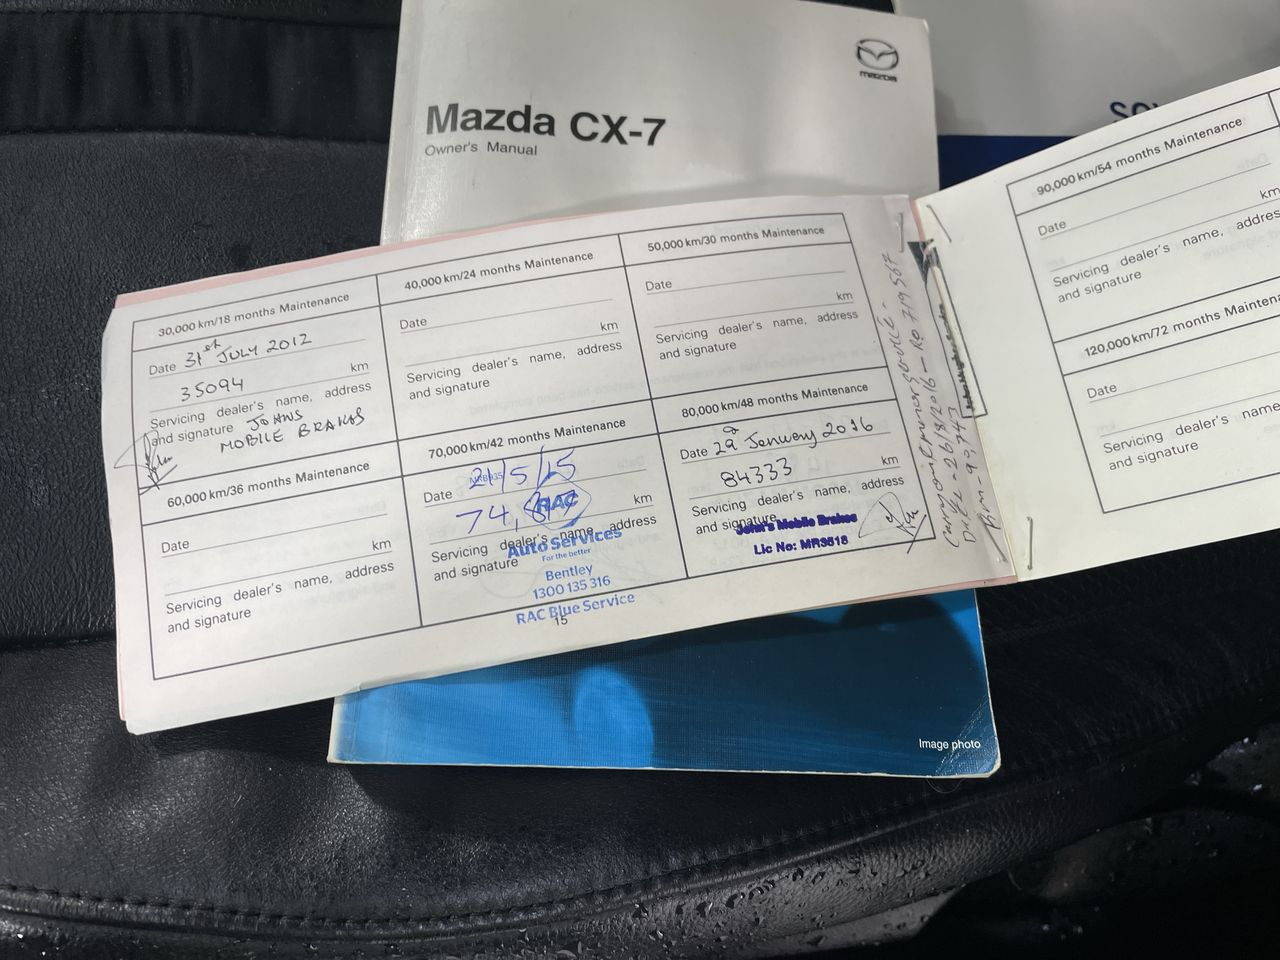 mazda
Mazda CX-7
Owner's Manual
30,000 km/18 months Maintenance
Date 31st JULY 2012
35094 km
Servicing dealer's name, address
and signature JOHNS
MOBILE BRAKES
40,000 km/24 months Maintenance
Date
km
Servicing dealer's name, address
and signature
50,000 km/30 months Maintenance
Date
km
Servicing dealer's name, address
and signature
60,000 km/36 months Maintenance
Date
km
Servicing dealer's name, address
and signature
70,000 km/42 months Maintenance
Date 21/5/15
km
Servicing dealer's name, address
and signature
RAC
Auto Services
For the better
Bentley
1300 135 316
RAC Blue Service
80,000 km/48 months Maintenance
Date 29 Jenuery 2016
84333 km
Servicing dealer's name, address
and signature
John's Mobile Brakes
Lic No: MR3518
15
90,000 km/54 months Maintenance
Date
km
Servicing dealer's name,
and signature
120,000 km/72 months
Date
Servicing dealer's name
and signature
Image photo